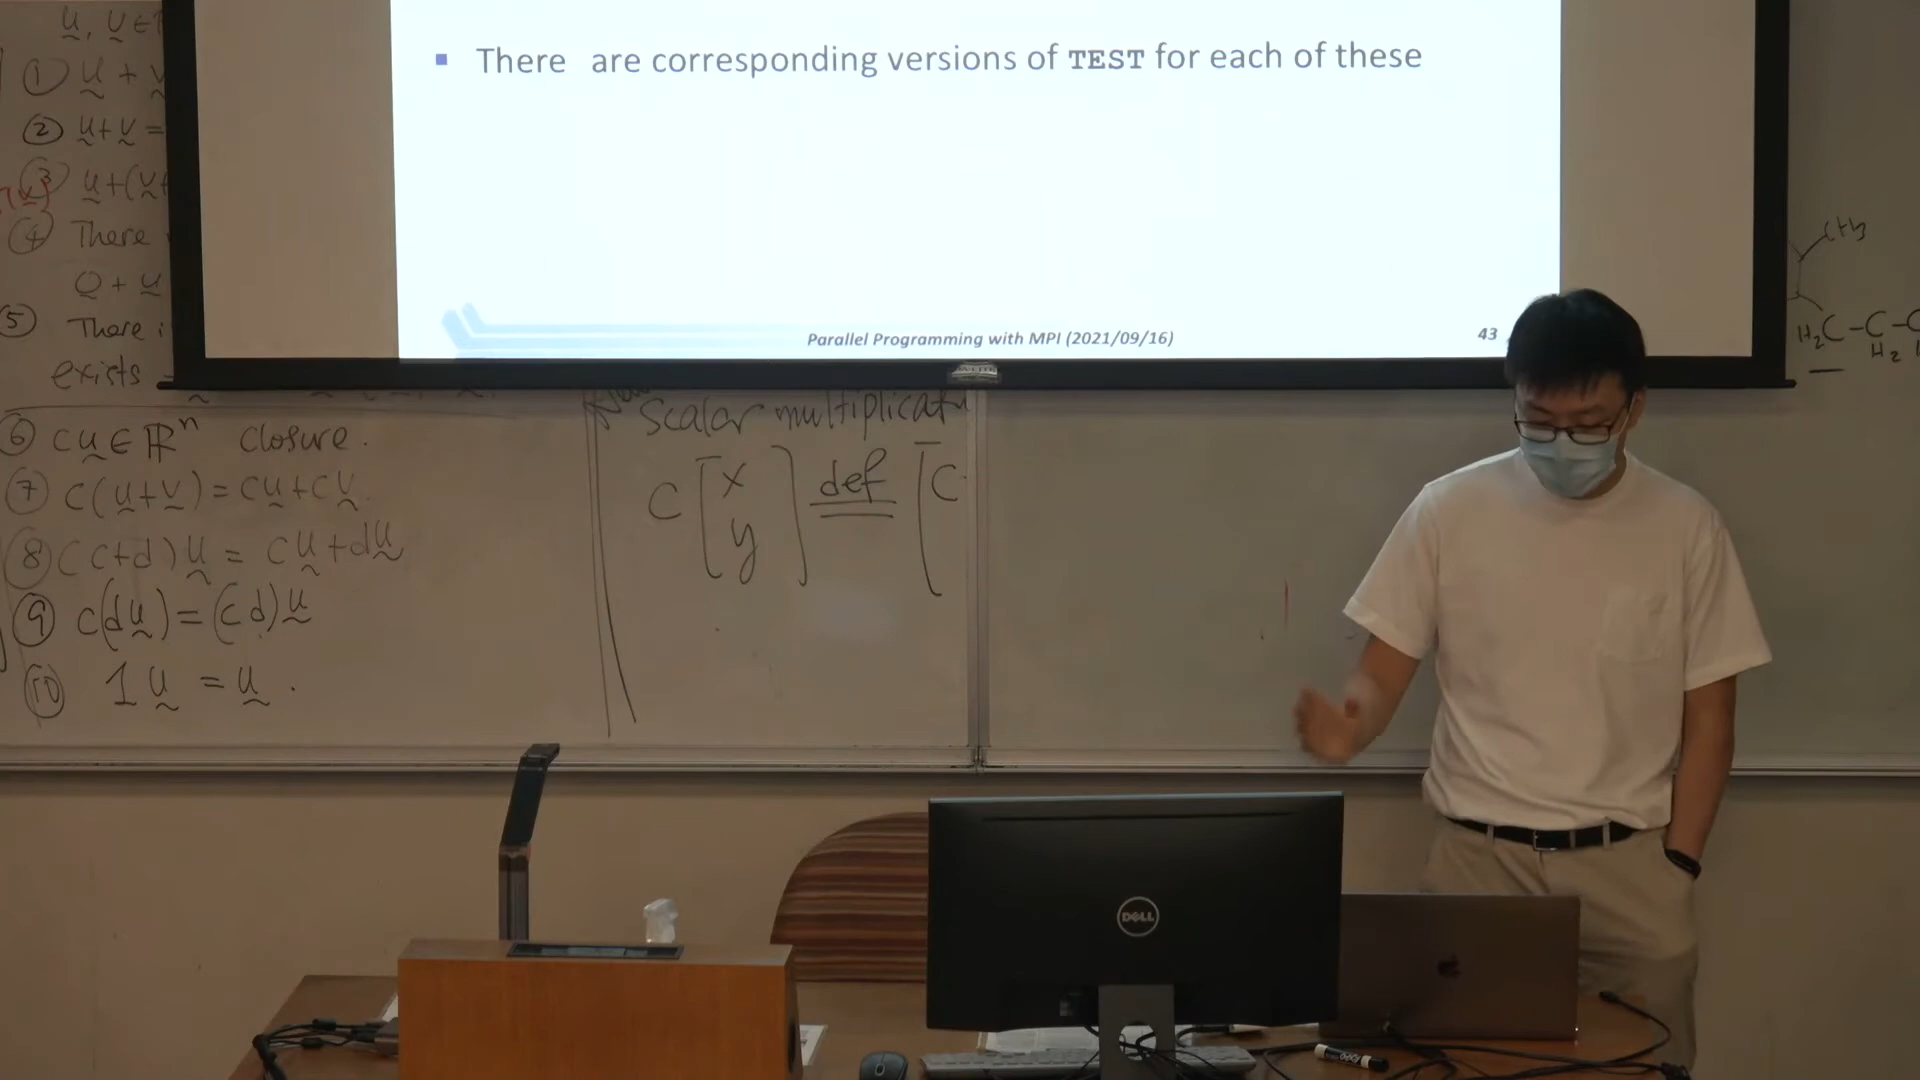 There are corresponding versions of TEST for each of these
Parallel Programming with MPI (2021/09/16)
43
u, v ∈
① u + v
② u + v =
③ u + (v +
④ There
0 + u
⑤ There i
exists
⑥ cu ∈ ℝⁿ closure.
⑦ c(u+v) = cu + cv.
⑧ (c+d)u = cu + du
⑨ c(du) = (cd)u
⑩ 1u = u.
scalar multiplicat
c [x y] def [c
CH₃
H₂C-C-C
H₂
DELL
EXPO